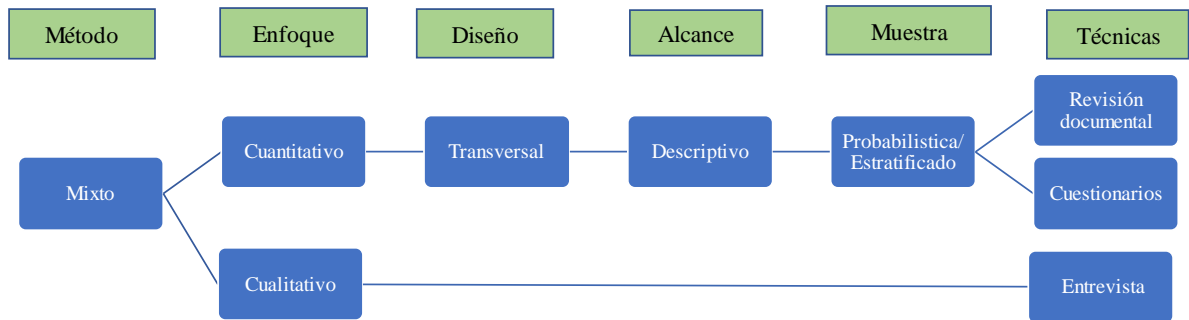 Método
Enfoque
Diseño
Alcance
Muestra
Técnicas
Mixto
Cuantitativo
Transversal
Descriptivo
Probabilistica/
Estratificado
Revisión
documental
Cuestionarios
Cualitativo
Entrevista